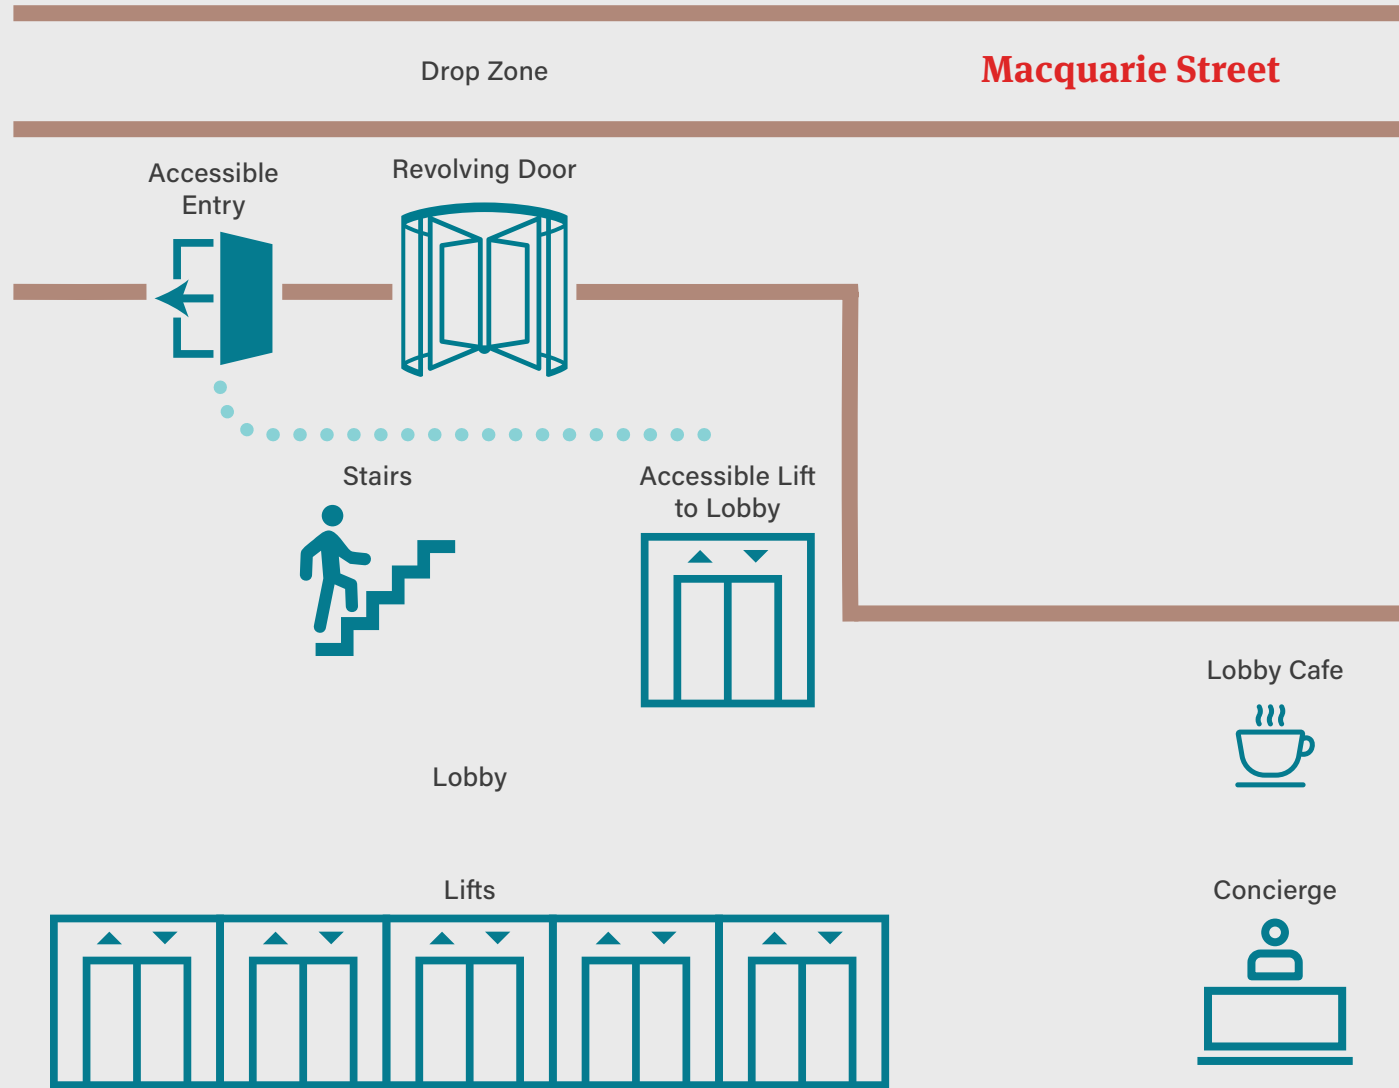 Drop Zone
Macquarie Street
Accessible
Entry
Revolving Door
Stairs
Accessible Lift
to Lobby
Lobby Cafe
Lobby
Lifts
Concierge